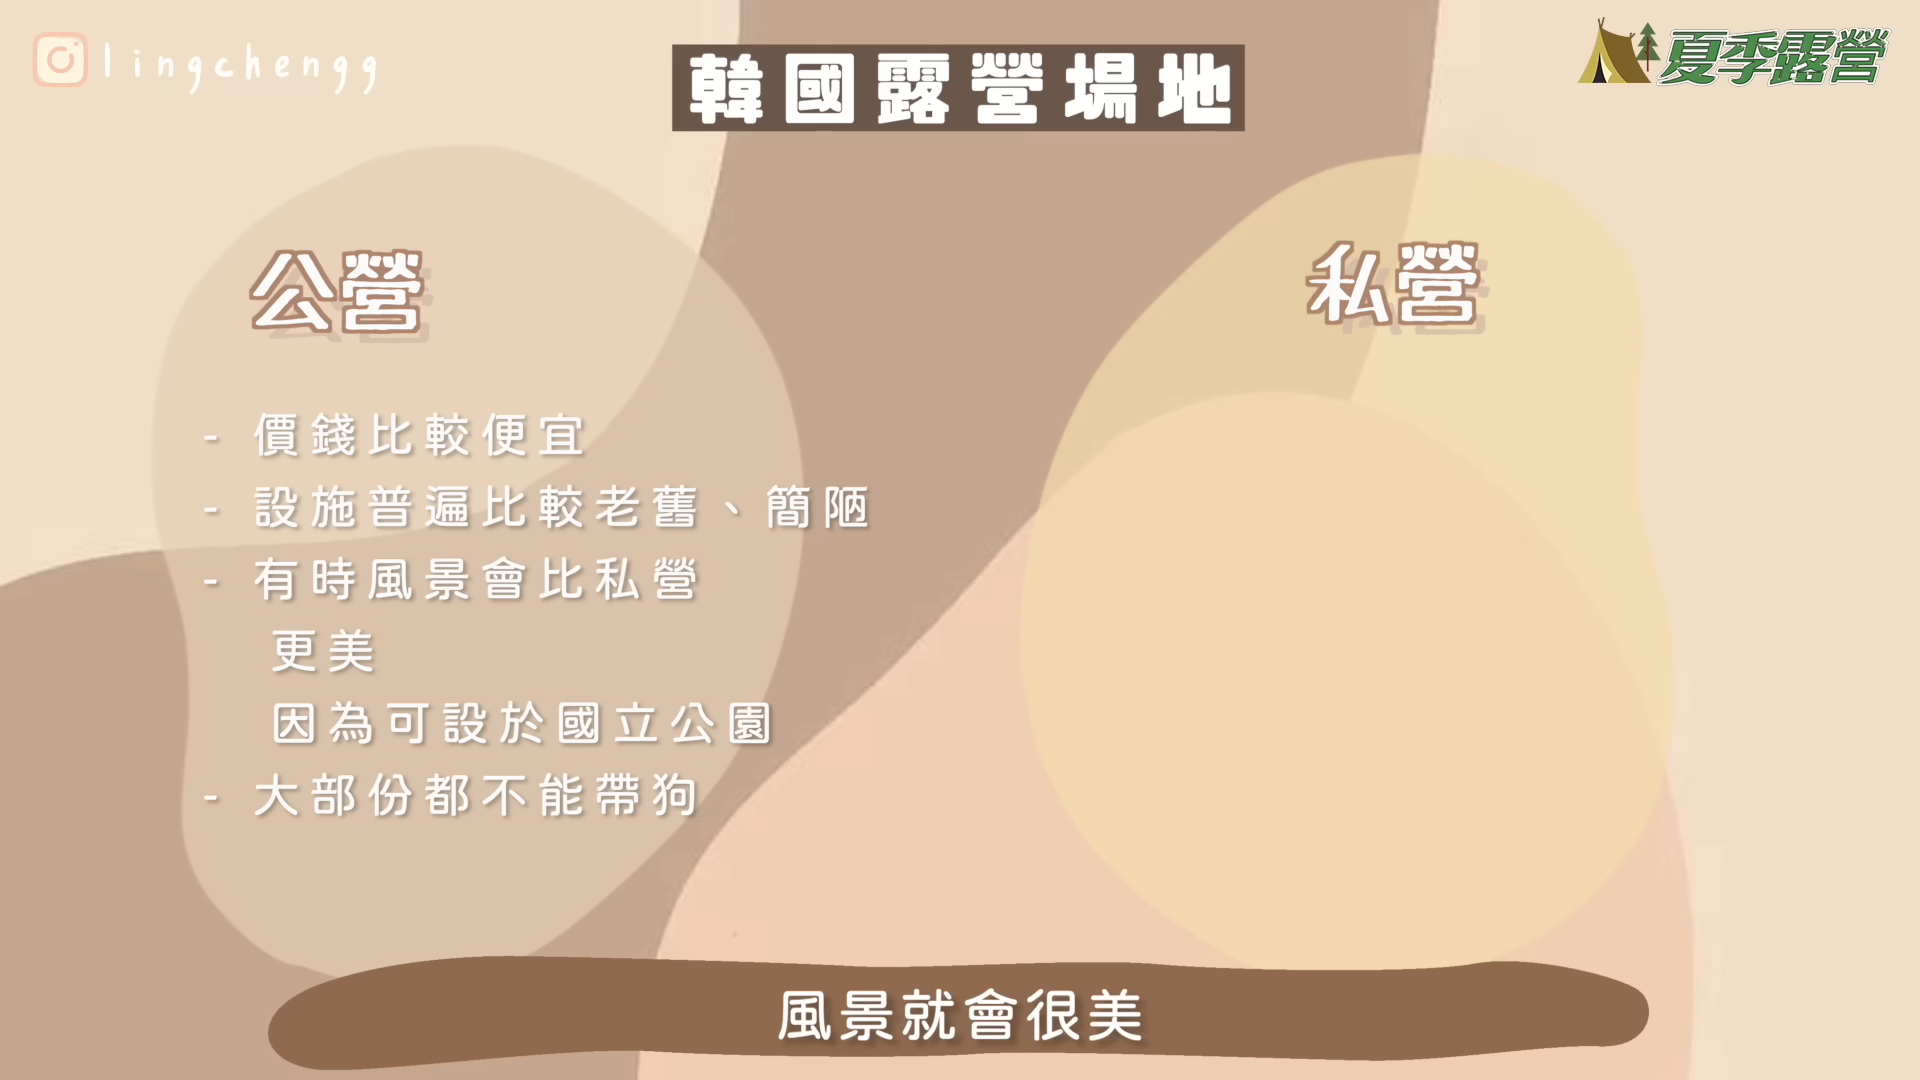 lingchengg
韓國露營場地
夏季露營
公營
- 價錢比較便宜
- 設施普遍比較老舊、簡陋
- 有時風景會比私營
更美
因為可設於國立公園
- 大部份都不能帶狗
私營
風景就會很美